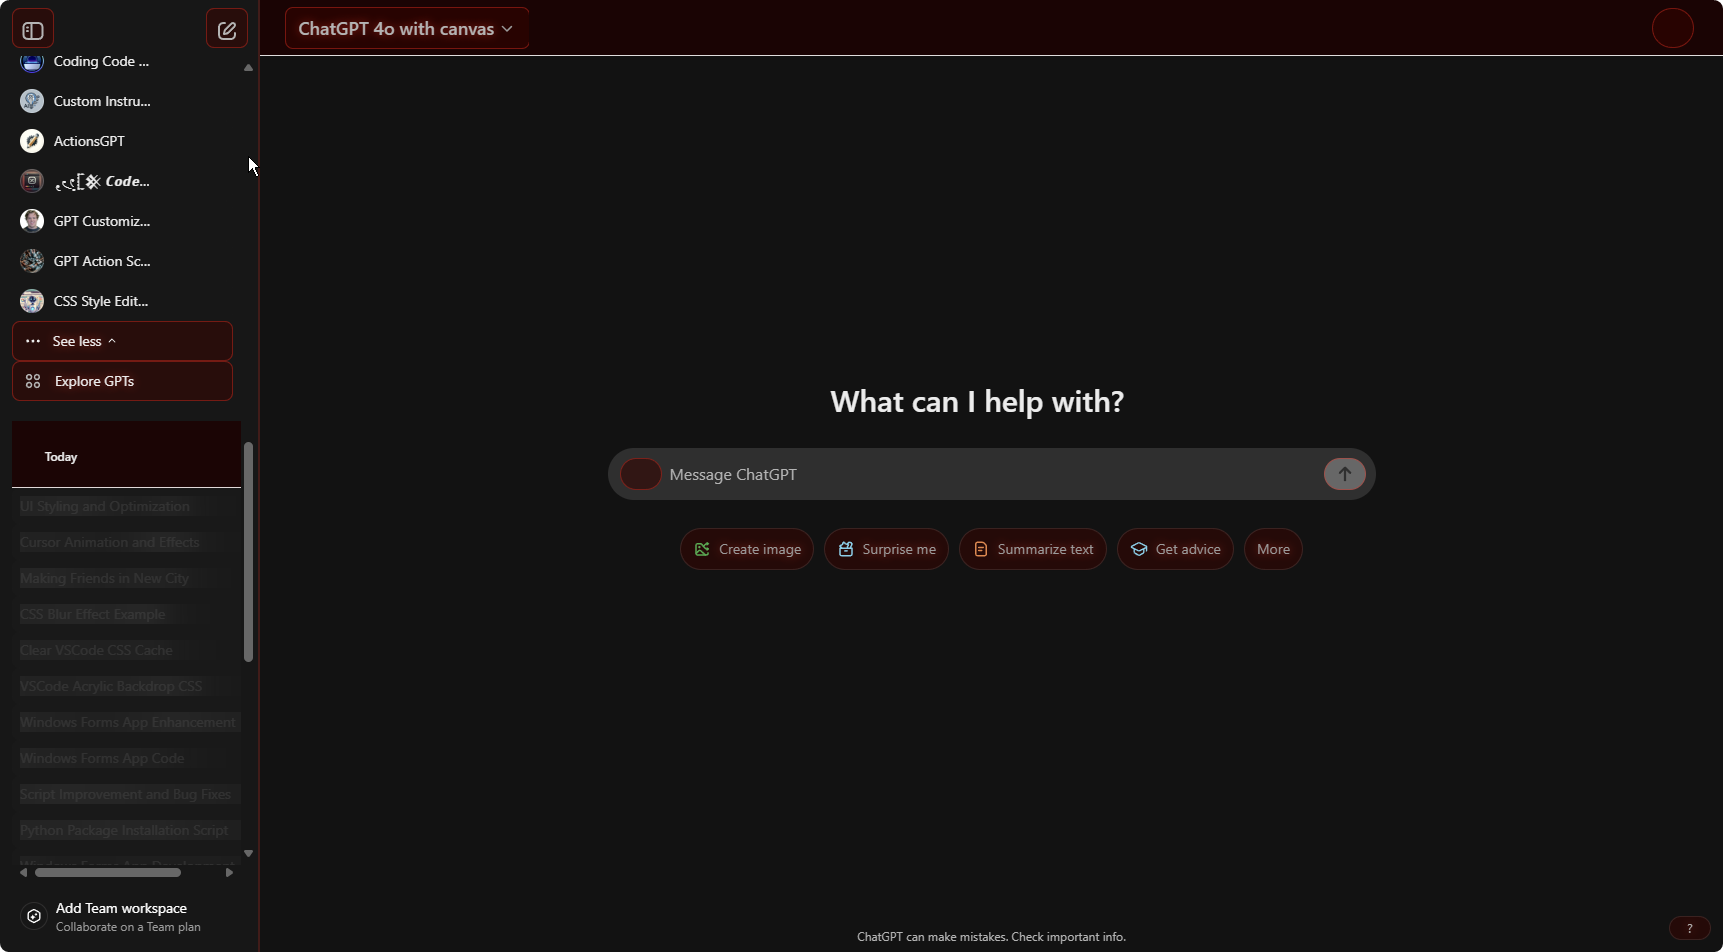 ChatGPT 4o with canvas
Coding Code ...
Custom Instru...
ActionsGPT
Code...
GPT Customiz...
GPT Action Sc...
CSS Style Edit...
See less
Explore GPTs
Today
UI Styling and Optimization
Cursor Animation and Effects
Making Friends in New City
CSS Blur Effect Example
Clear VSCode CSS Cache
VSCode Acrylic Backdrop CSS
Windows Forms App Enhancement
Windows Forms App Code
Script Improvement and Bug Fixes
Python Package Installation Script
Windows Forms App Development
Add Team workspace
Collaborate on a Team plan
What can I help with?
Message ChatGPT
Create image
Surprise me
Summarize text
Get advice
More
ChatGPT can make mistakes. Check important info.
?